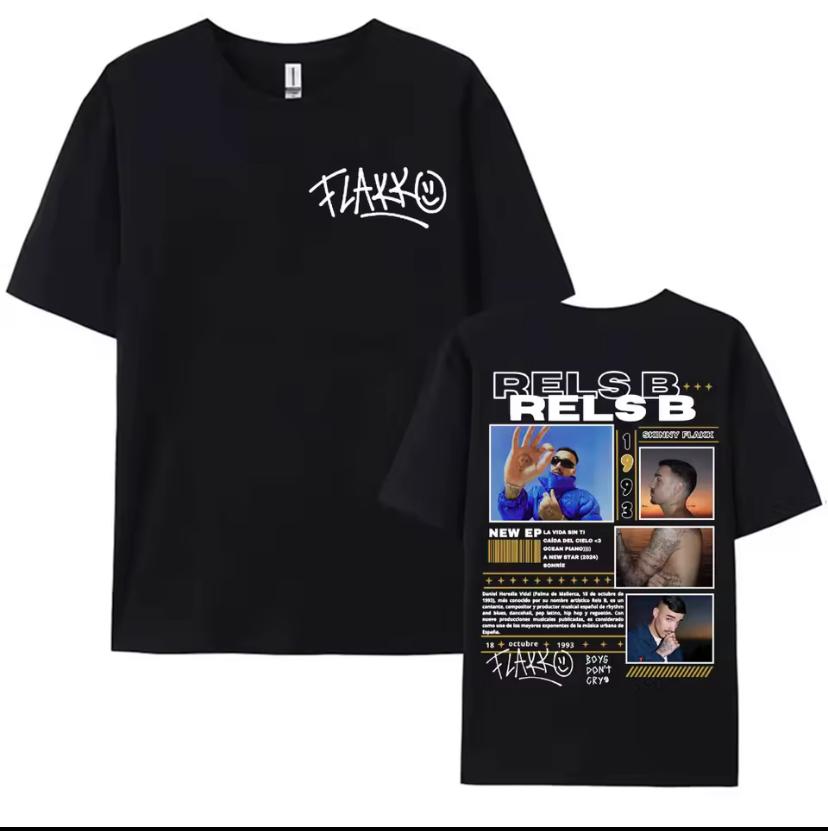 FLAKKO
RELS B
RELS B
1993
SKINNY FLAKK
NEW EP
LA VIDA SIN TI
CAÍDA DEL CIELO <3
OCEAN PIANO))))
A NEW STAR (2024)
SONRÍE
Daniel Heredia Vidal (Palma de Mallorca, 18 de octubre de
1993), más conocido por su nombre artístico Rels B, es un
cantante, compositor y productor musical español de rhythm
and blues, dancehall, pop latino, hip hop y reguetón. Con
nueve producciones musicales publicadas, es considerado
como uno de los mayores exponentes de la música urbana de
España.
18 + octubre + 1993
FLAKKO
BOYS
DON'T
CRY